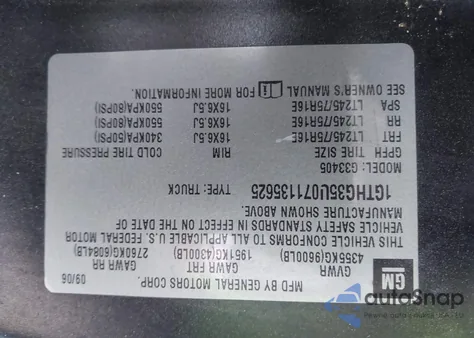 GM
MFD BY GENERAL MOTORS CORP.
09/06
GVWR GAWR FRT GAWR RR
4355KG(9600LB) 1951KG(4300LB) 2760KG(6084LB)
THIS VEHICLE CONFORMS TO ALL APPLICABLE U.S. FEDERAL MOTOR
VEHICLE SAFETY STANDARDS IN EFFECT ON THE DATE OF
MANUFACTURE SHOWN ABOVE.
1GTHG35U071135625 TYPE: TRUCK
MODEL: G33405
GPFH TIRE SIZE RIM COLD TIRE PRESSURE
FRT LT245/75R16E 16X6.5J 340KPA(50PSI)
RR LT245/75R16E 16X6.5J 550KPA(80PSI)
SPA LT245/75R16E 16X6.5J 550KPA(80PSI)
SEE OWNER'S MANUAL FOR MORE INFORMATION.
autoSnap